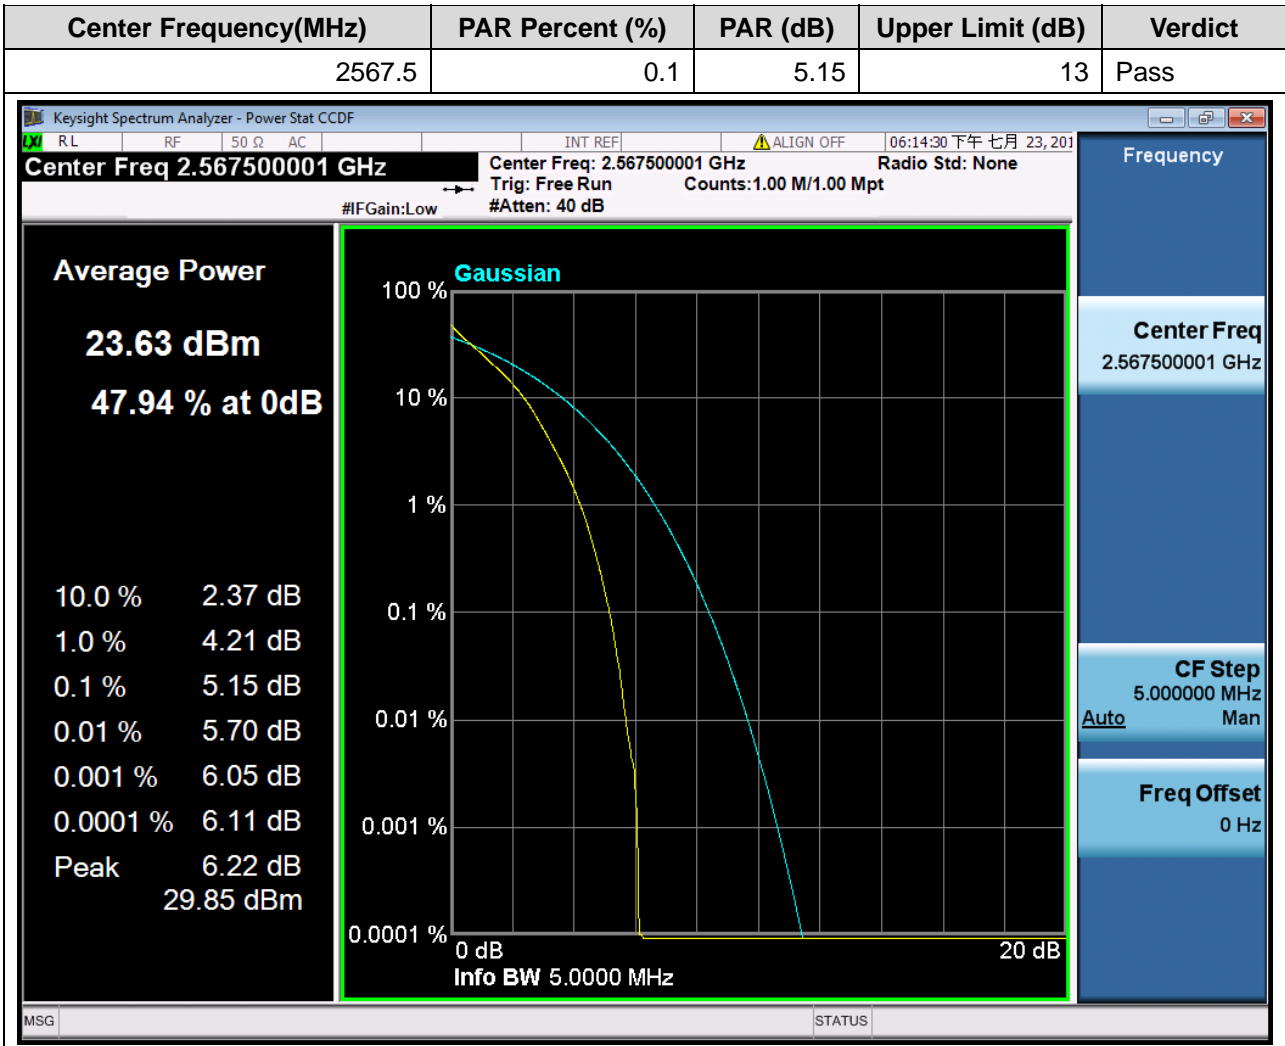 Center Frequency(MHz) PAR Percent (%) PAR (dB) Upper Limit (dB) Verdict
2567.5 0.1 5.15 13 Pass
Keysight Spectrum Analyzer - Power Stat CCDF
LXI RL RF 50 Ω AC INT REF ALIGN OFF 06:14:30 下午 七月 23, 201
Center Freq 2.567500001 GHz
#IFGain:Low
Center Freq: 2.567500001 GHz Radio Std: None
Trig: Free Run Counts:1.00 M/1.00 Mpt
#Atten: 40 dB
Average Power
23.63 dBm
47.94 % at 0dB
10.0 % 2.37 dB
1.0 % 4.21 dB
0.1 % 5.15 dB
0.01 % 5.70 dB
0.001 % 6.05 dB
0.0001 % 6.11 dB
Peak 6.22 dB
29.85 dBm
Gaussian
100 %
10 %
1 %
0.1 %
0.01 %
0.001 %
0.0001 %
0 dB 20 dB
Info BW 5.0000 MHz
Frequency
Center Freq
2.567500001 GHz
CF Step
5.000000 MHz
Auto Man
Freq Offset
0 Hz
MSG STATUS